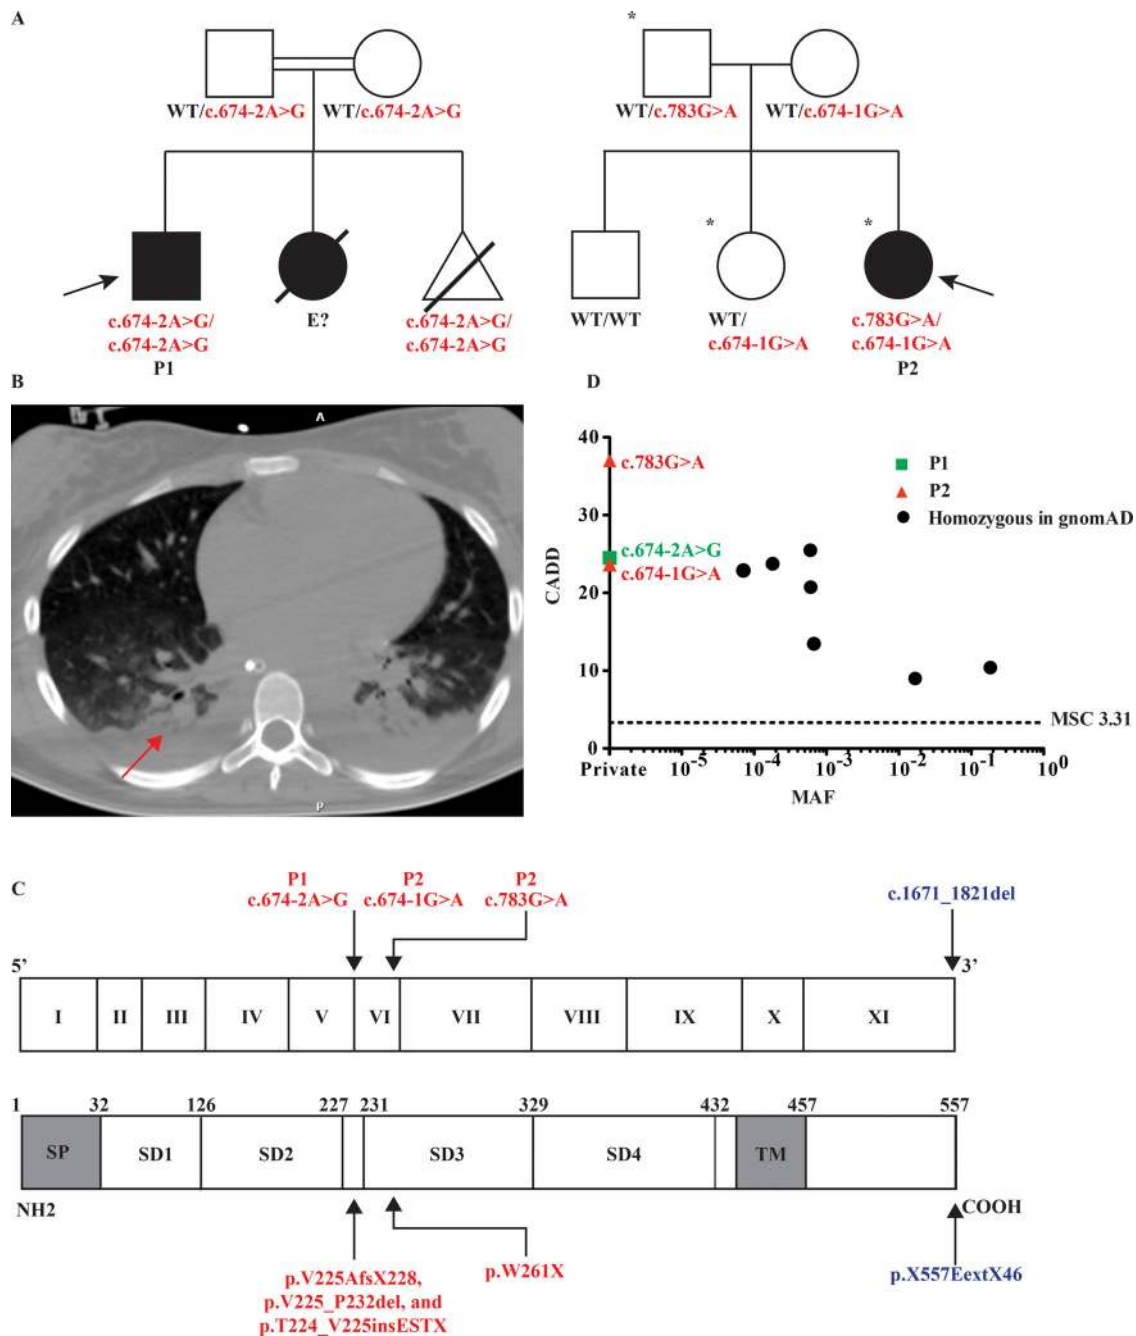 A
*
WT/c.674-2A>G
WT/c.674-2A>G
WT/c.783G>A
WT/c.674-1G>A
*
*
c.674-2A>G/
c.674-2A>G
P1
E?
c.674-2A>G/
c.674-2A>G
WT/WT
WT/
c.674-1G>A
c.783G>A/
c.674-1G>A
P2
B
A
P
D
40
30
20
10
0
CADD
c.783G>A
c.674-2A>G
c.674-1G>A
P1
P2
Homozygous in gnomAD
MSC 3.31
Private 10-5 10-4 10-3 10-2 10-1 100
MAF
C
P1
c.674-2A>G
P2
c.674-1G>A
P2
c.783G>A
c.1671_1821del
5’ 3’
I II III IV V VI VII VIII IX X XI
1 32 126 227 231 329 432 457 557
SP SD1 SD2 SD3 SD4 TM
NH2 COOH
p.V225AfsX228,
p.V225_P232del, and
p.T224_V225insESTX
p.W261X
p.X557EextX46